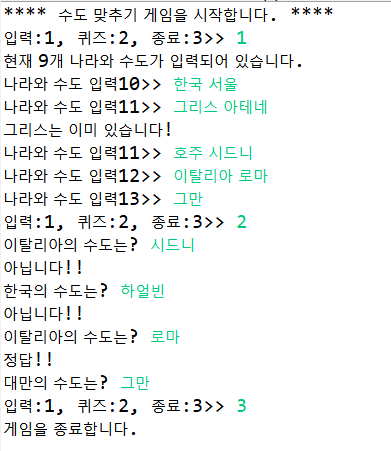 **** 수도 맞추기 게임을 시작합니다. ****
입력:1, 퀴즈:2, 종료:3>> 1
현재 9개 나라와 수도가 입력되어 있습니다.
나라와 수도 입력10>> 한국 서울
나라와 수도 입력11>> 그리스 아테네
그리스는 이미 있습니다!
나라와 수도 입력11>> 호주 시드니
나라와 수도 입력12>> 이탈리아 로마
나라와 수도 입력13>> 그만
입력:1, 퀴즈:2, 종료:3>> 2
이탈리아의 수도는? 시드니
아닙니다!!
한국의 수도는? 하얼빈
아닙니다!!
이탈리아의 수도는? 로마
정답!!
대만의 수도는? 그만
입력:1, 퀴즈:2, 종료:3>> 3
게임을 종료합니다.